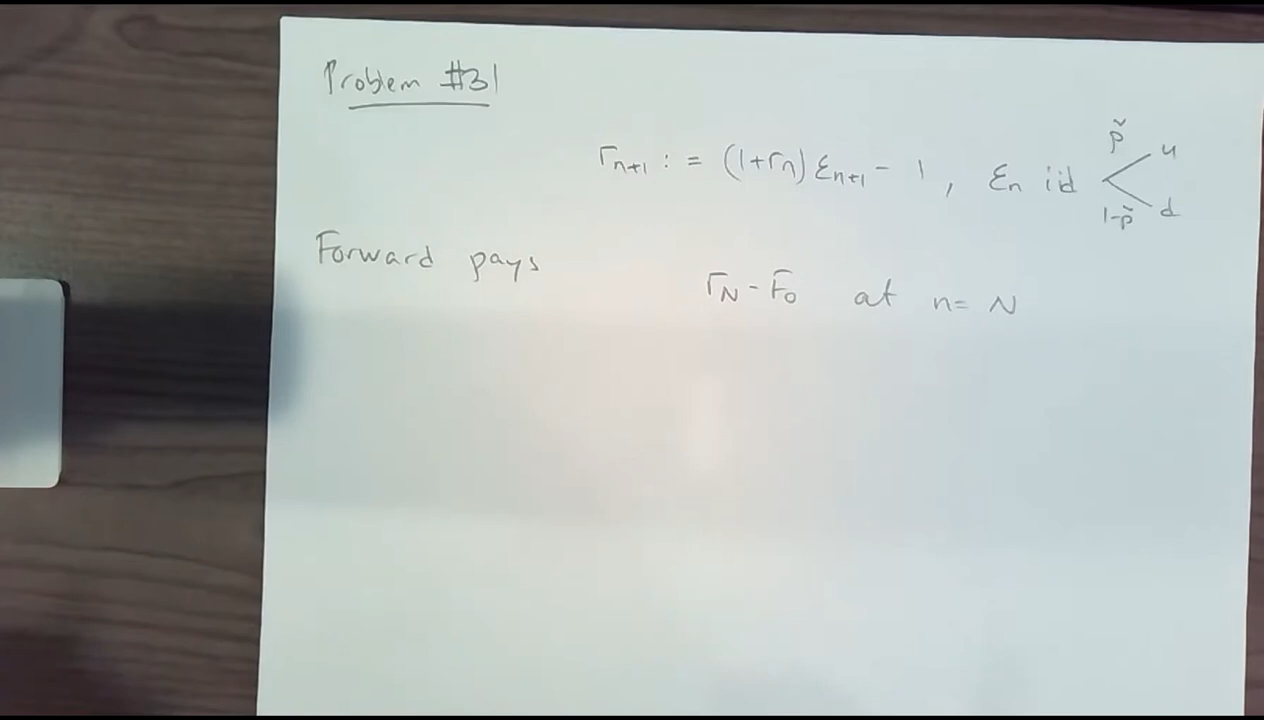 Problem #31
p̃
r_{n+1} := (1+r_n) ε_{n+1} - 1 , ε_n iid < u
1-p̃ d
Forward pays
r_N - F_0 at n = N